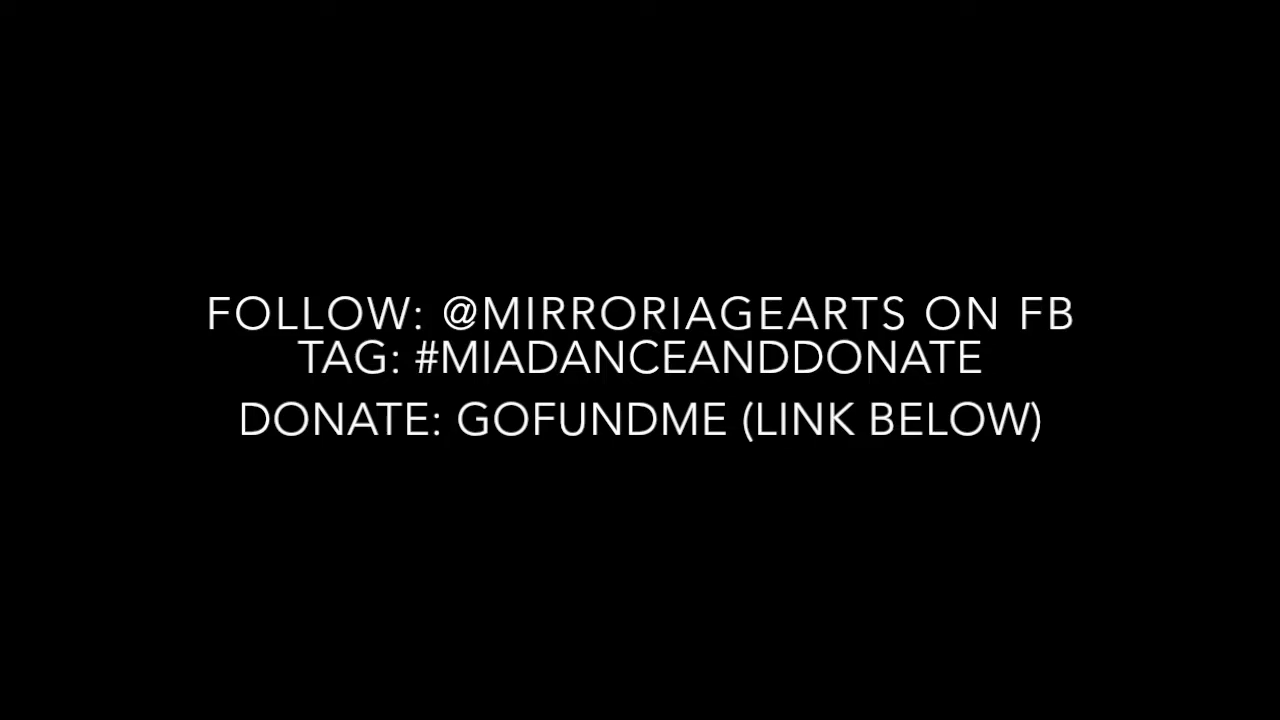 FOLLOW: @MIRRORIAGEARTS ON FB
TAG: #MIADANCEANDDONATE
DONATE: GOFUNDME (LINK BELOW)